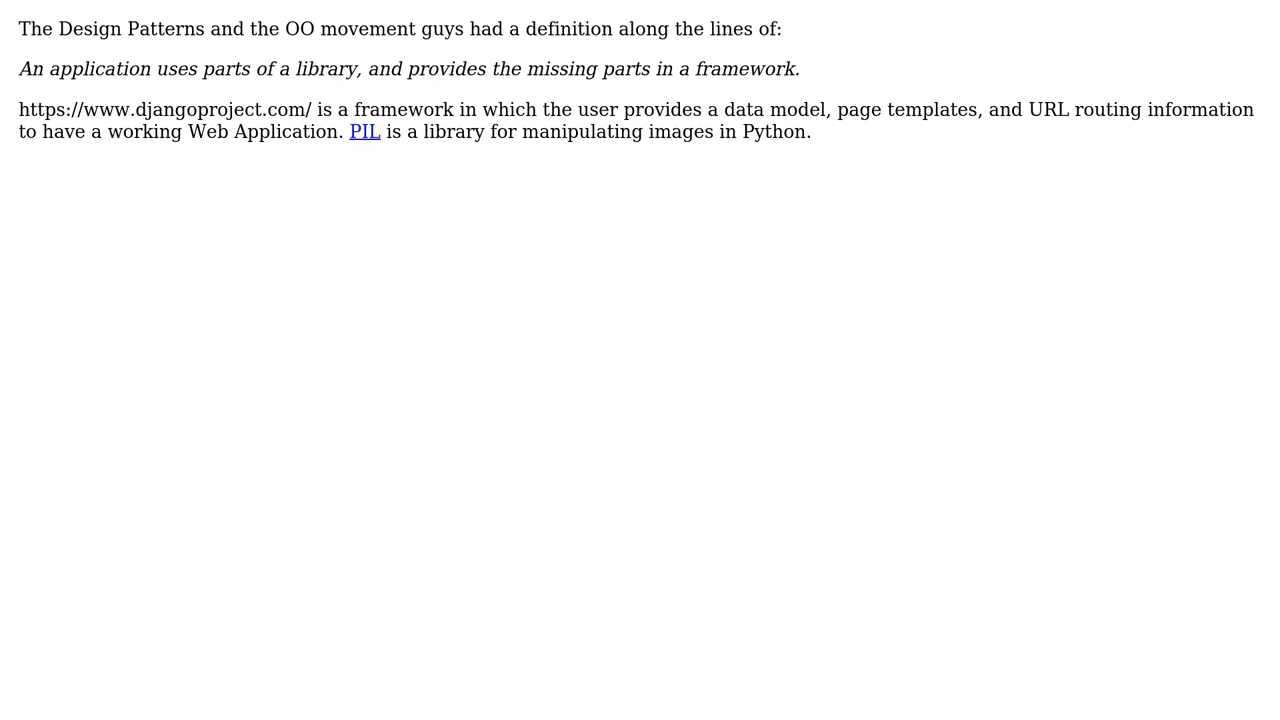 The Design Patterns and the OO movement guys had a definition along the lines of:
An application uses parts of a library, and provides the missing parts in a framework.
https://www.djangoproject.com/ is a framework in which the user provides a data model, page templates, and URL routing information
to have a working Web Application. PIL is a library for manipulating images in Python.